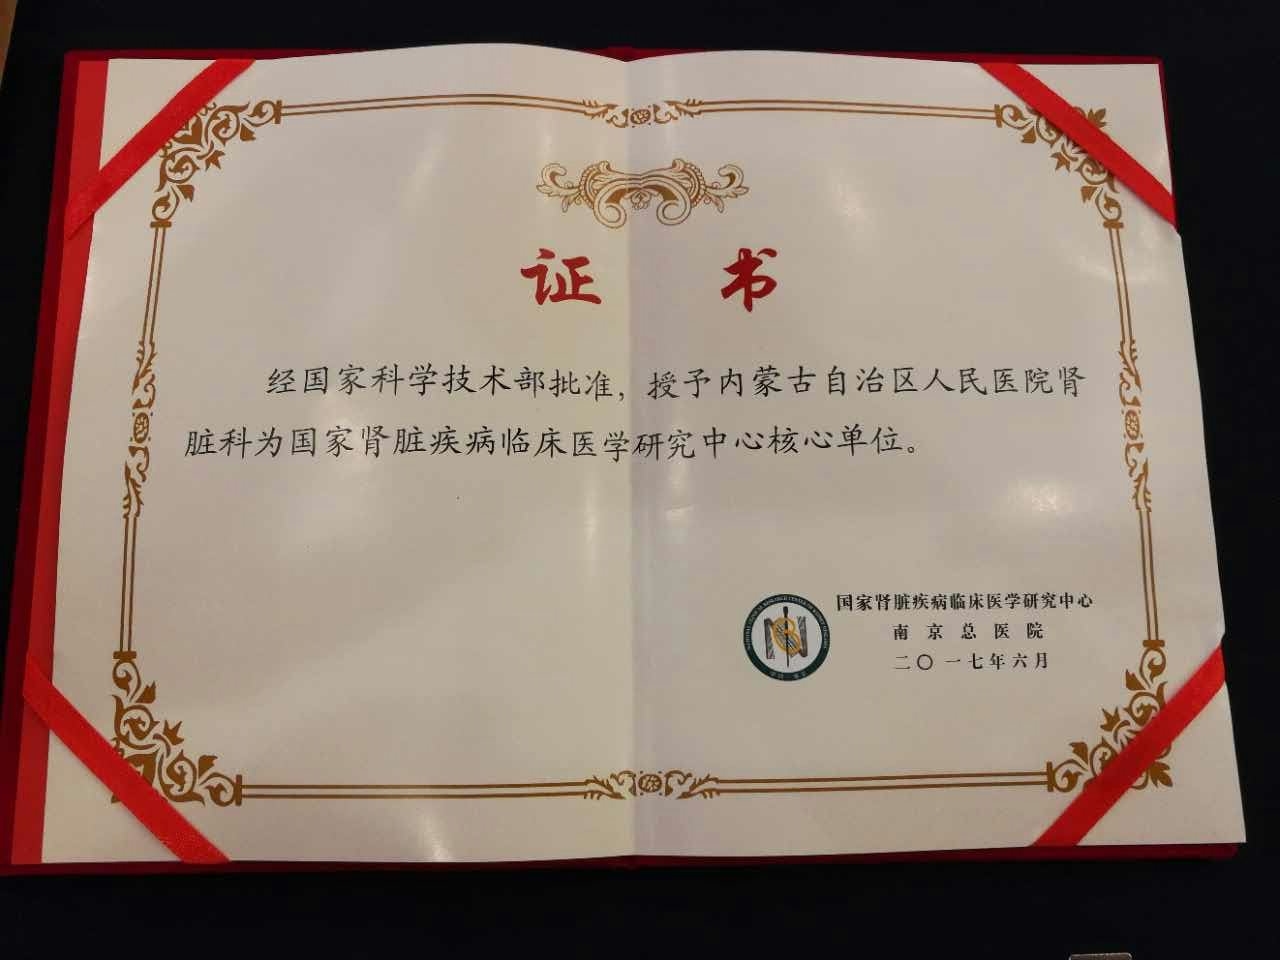 证 书
经国家科学技术部批准，授予内蒙古自治区人民医院肾
脏科为国家肾脏疾病临床医学研究中心核心单位。
国家肾脏疾病临床医学研究中心
南京总医院
二〇一七年六月